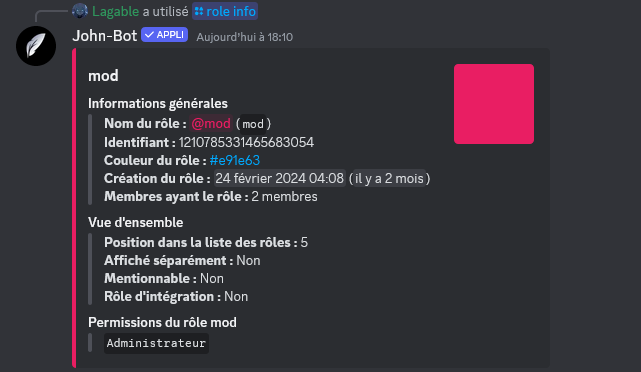 Lagable a utilisé role info
John-Bot ✓ APPLI Aujourd'hui à 18:10
mod
Informations générales
Nom du rôle : @mod (mod)
Identifiant : 1210785331465683054
Couleur du rôle : #e91e63
Création du rôle : 24 février 2024 04:08 (il y a 2 mois)
Membres ayant le rôle : 2 membres
Vue d'ensemble
Position dans la liste des rôles : 5
Affiché séparément : Non
Mentionnable : Non
Rôle d'intégration : Non
Permissions du rôle mod
Administrateur